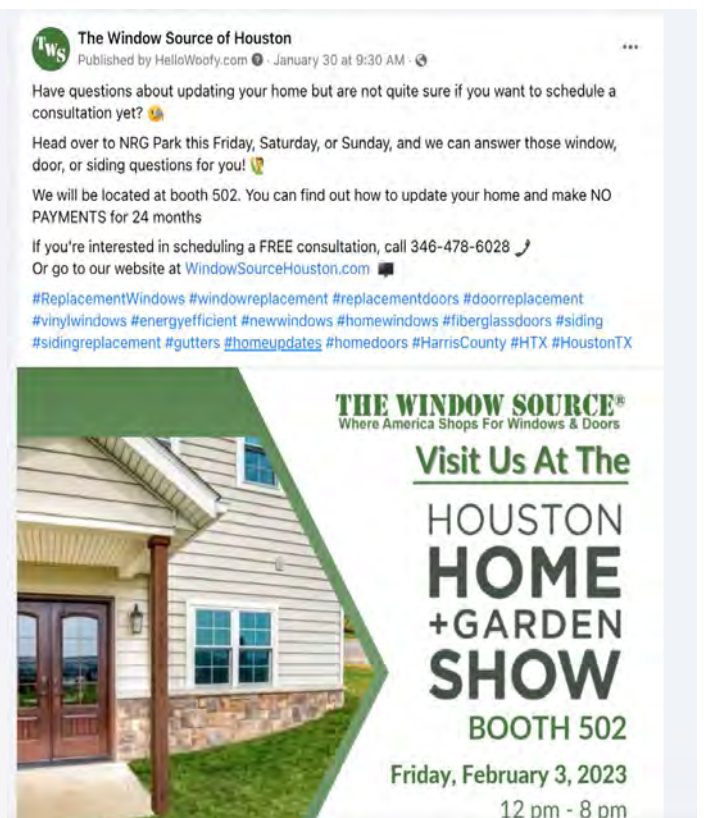 TWS
The Window Source of Houston
Published by HelloWoofy.com · January 30 at 9:30 AM ·
Have questions about updating your home but are not quite sure if you want to schedule a
consultation yet?
Head over to NRG Park this Friday, Saturday, or Sunday, and we can answer those window,
door, or siding questions for you!
We will be located at booth 502. You can find out how to update your home and make NO
PAYMENTS for 24 months
If you're interested in scheduling a FREE consultation, call 346-478-6028
Or go to our website at WindowSourceHouston.com
#ReplacementWindows #windowreplacement #replacementdoors #doorreplacement
#vinylwindows #energyefficient #newwindows #homewindows #fiberglassdoors #siding
#sidingreplacement #gutters #homeupdates #homedoors #HarrisCounty #HTX #HoustonTX
THE WINDOW SOURCE®
Where America Shops For Windows & Doors
Visit Us At The
HOUSTON
HOME
+GARDEN
SHOW
BOOTH 502
Friday, February 3, 2023
12 pm - 8 pm